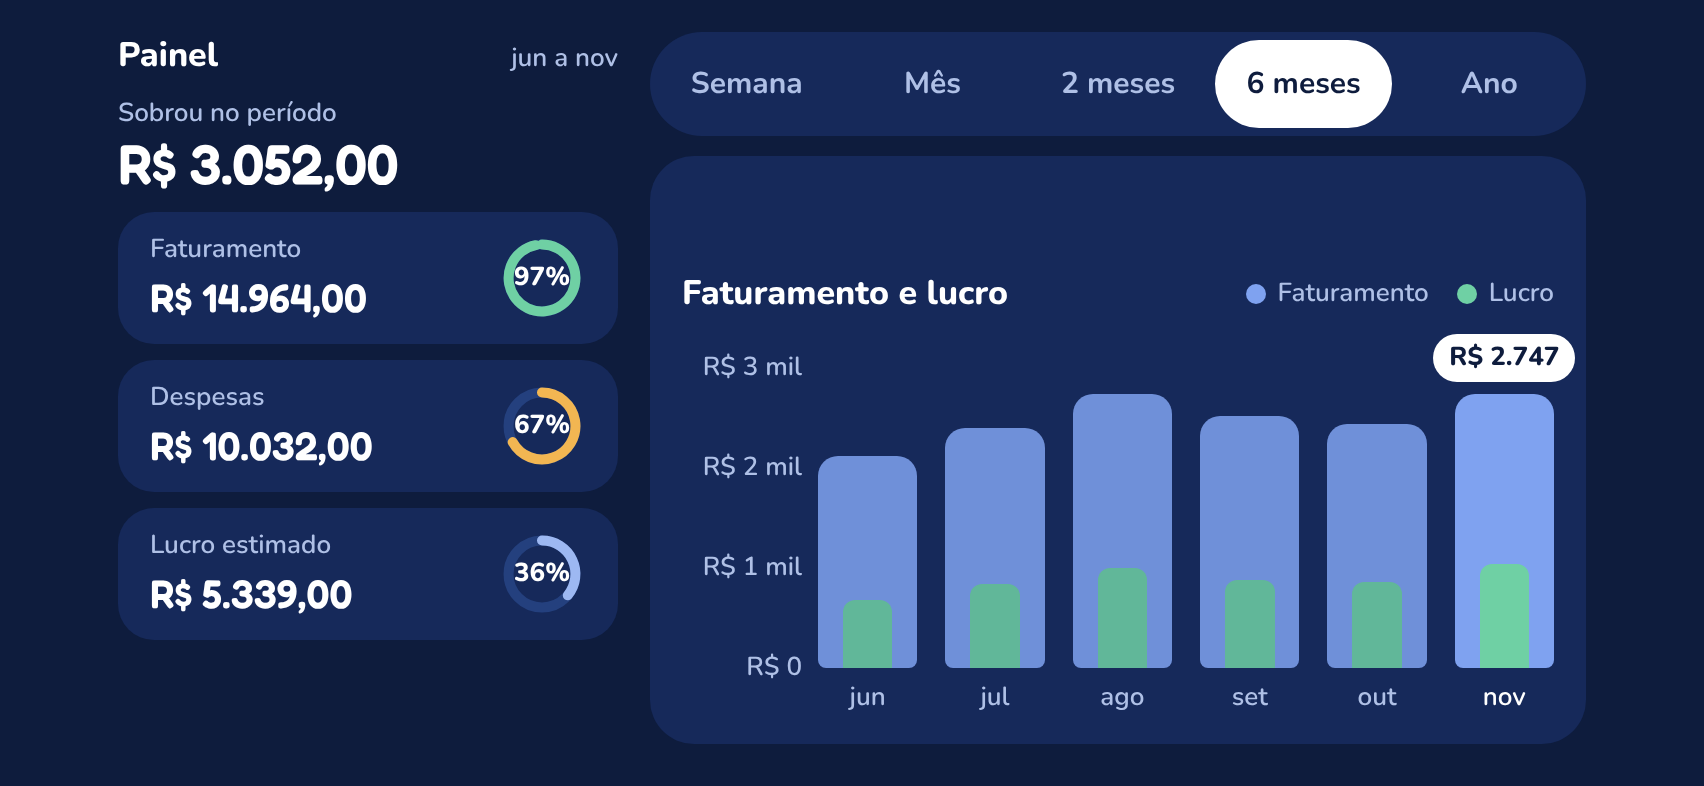 Painel
jun a nov
Sobrou no período
R$ 3.052,00
Faturamento
R$ 14.964,00
97%
Despesas
R$ 10.032,00
67%
Lucro estimado
R$ 5.339,00
36%
Semana
Mês
2 meses
6 meses
Ano
Faturamento e lucro
Faturamento
Lucro
R$ 2.747
R$ 3 mil
R$ 2 mil
R$ 1 mil
R$ 0
jun
jul
ago
set
out
nov